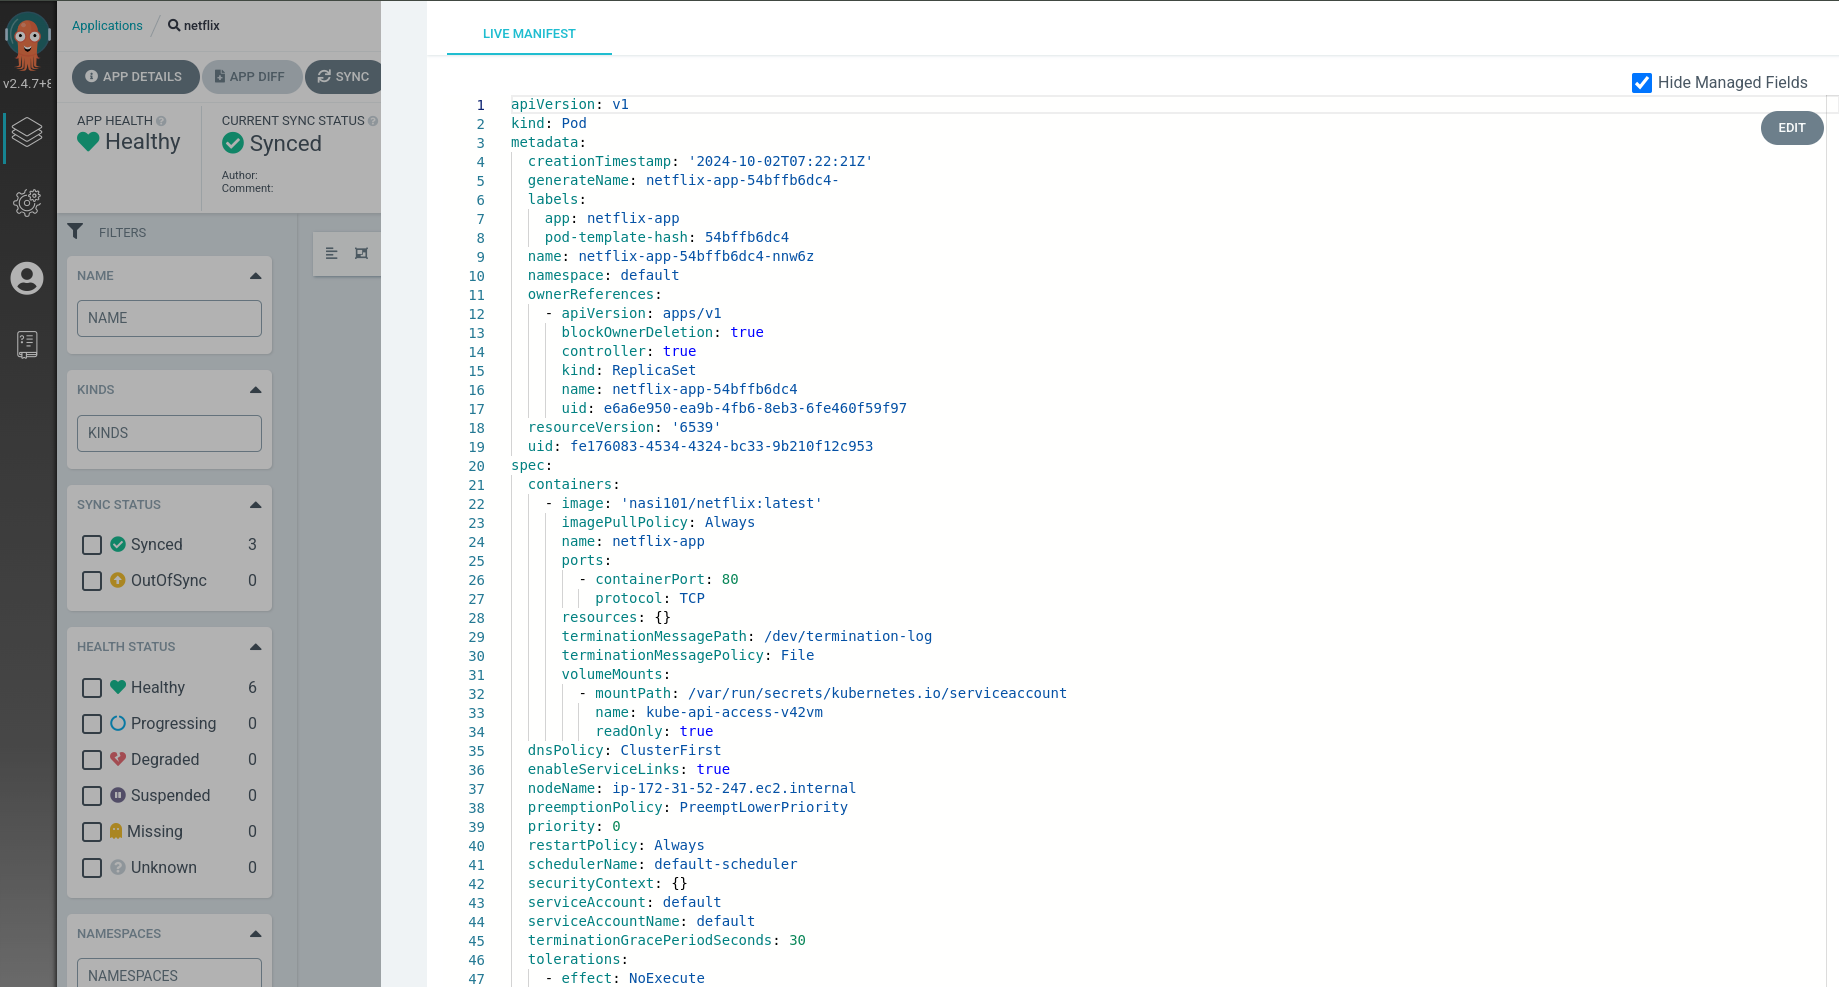 Applications / netflix
v2.4.7+8
APP DETAILS
APP DIFF
SYNC
APP HEALTH
Healthy
CURRENT SYNC STATUS
Synced
Author:
Comment:
FILTERS
NAME
NAME
KINDS
KINDS
SYNC STATUS
Synced 3
OutOfSync 0
HEALTH STATUS
Healthy 6
Progressing 0
Degraded 0
Suspended 0
Missing 0
Unknown 0
NAMESPACES
NAMESPACES
LIVE MANIFEST
Hide Managed Fields
EDIT
1 apiVersion: v1
2 kind: Pod
3 metadata:
4   creationTimestamp: '2024-10-02T07:22:21Z'
5   generateName: netflix-app-54bffb6dc4-
6   labels:
7     app: netflix-app
8     pod-template-hash: 54bffb6dc4
9   name: netflix-app-54bffb6dc4-nnw6z
10   namespace: default
11   ownerReferences:
12     - apiVersion: apps/v1
13       blockOwnerDeletion: true
14       controller: true
15       kind: ReplicaSet
16       name: netflix-app-54bffb6dc4
17       uid: e6a6e950-ea9b-4fb6-8eb3-6fe460f59f97
18   resourceVersion: '6539'
19   uid: fe176083-4534-4324-bc33-9b210f12c953
20 spec:
21   containers:
22     - image: 'nasi101/netflix:latest'
23       imagePullPolicy: Always
24       name: netflix-app
25       ports:
26         - containerPort: 80
27           protocol: TCP
28       resources: {}
29       terminationMessagePath: /dev/termination-log
30       terminationMessagePolicy: File
31       volumeMounts:
32         - mountPath: /var/run/secrets/kubernetes.io/serviceaccount
33           name: kube-api-access-v42vm
34           readOnly: true
35   dnsPolicy: ClusterFirst
36   enableServiceLinks: true
37   nodeName: ip-172-31-52-247.ec2.internal
38   preemptionPolicy: PreemptLowerPriority
39   priority: 0
40   restartPolicy: Always
41   schedulerName: default-scheduler
42   securityContext: {}
43   serviceAccount: default
44   serviceAccountName: default
45   terminationGracePeriodSeconds: 30
46   tolerations:
47     - effect: NoExecute